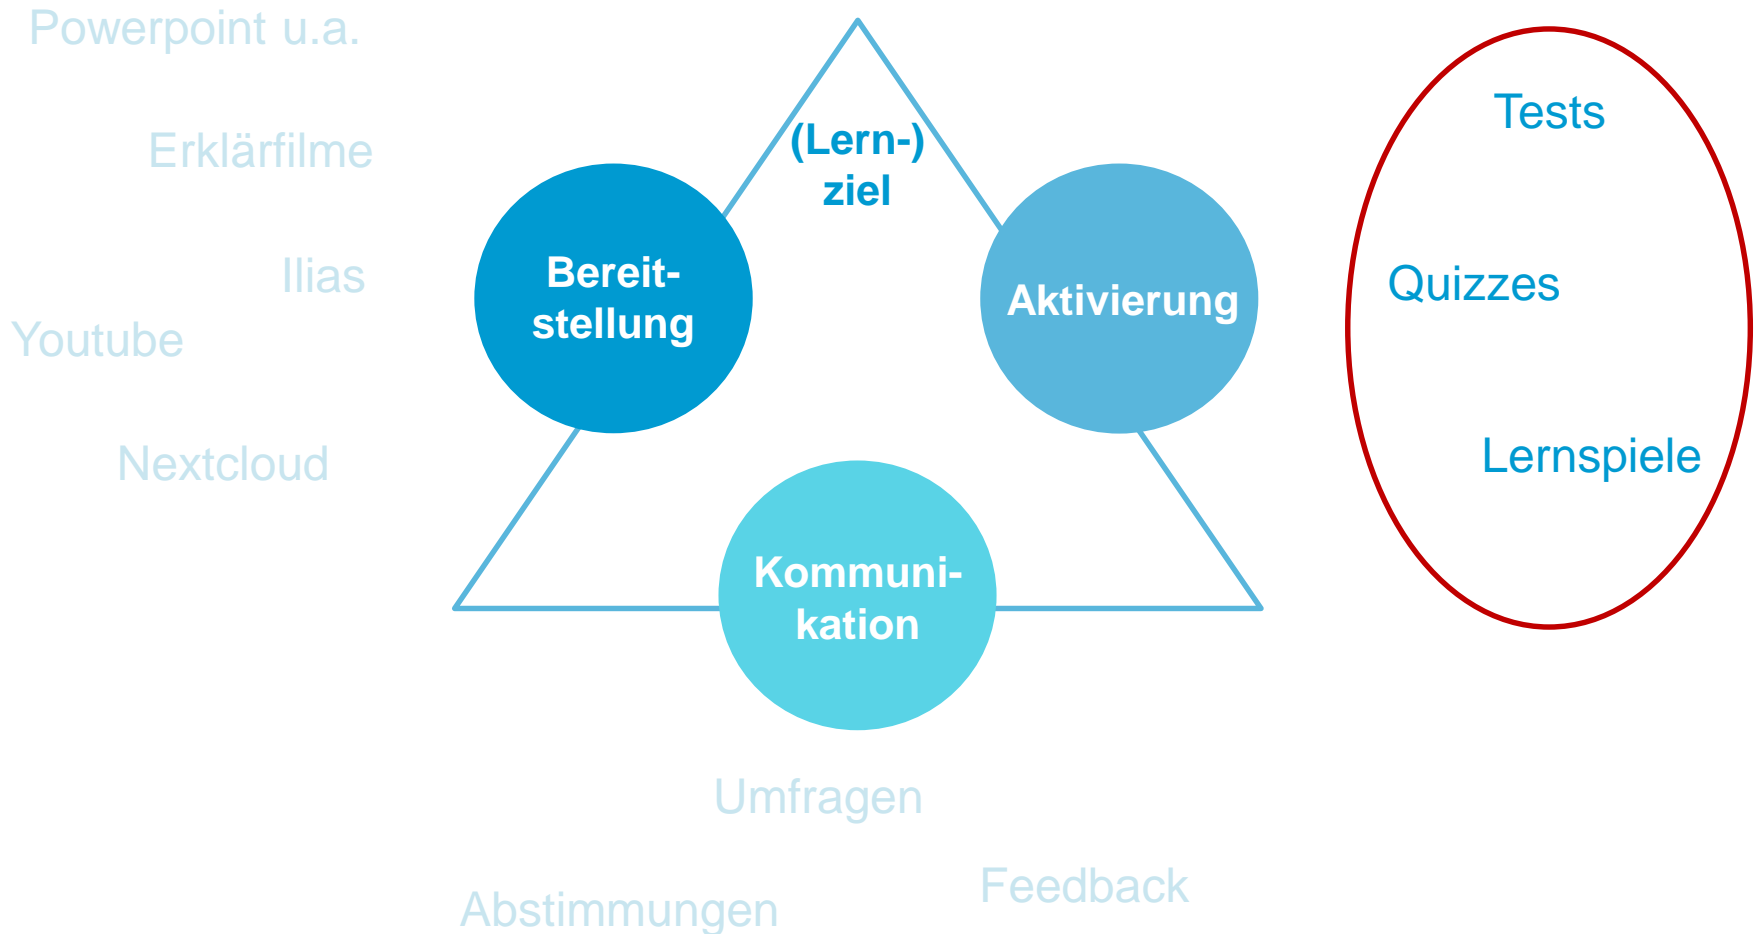 Powerpoint u.a.
Erklärfilme
Ilias
Youtube
Nextcloud
(Lern-)
ziel
Bereit-
stellung
Aktivierung
Kommuni-
kation
Tests
Quizzes
Lernspiele
Umfragen
Feedback
Abstimmungen